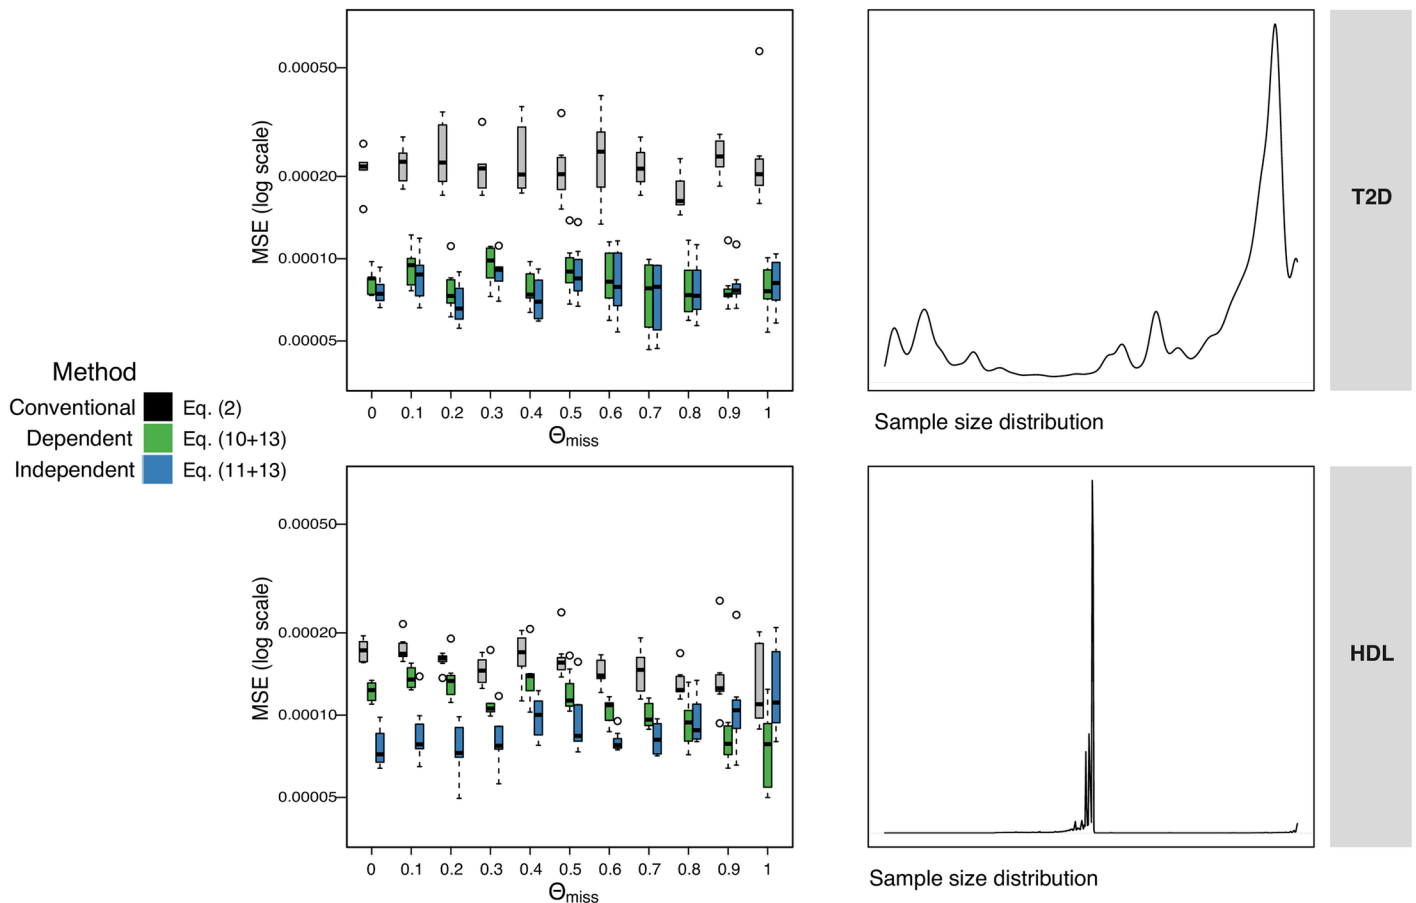 0.00050
0.00020
0.00010
0.00005
MSE (log scale)
0 0.1 0.2 0.3 0.4 0.5 0.6 0.7 0.8 0.9 1
Θmiss
Sample size distribution
T2D
Method
Conventional Eq. (2)
Dependent Eq. (10+13)
Independent Eq. (11+13)
0.00050
0.00020
0.00010
0.00005
MSE (log scale)
0 0.1 0.2 0.3 0.4 0.5 0.6 0.7 0.8 0.9 1
Θmiss
Sample size distribution
HDL